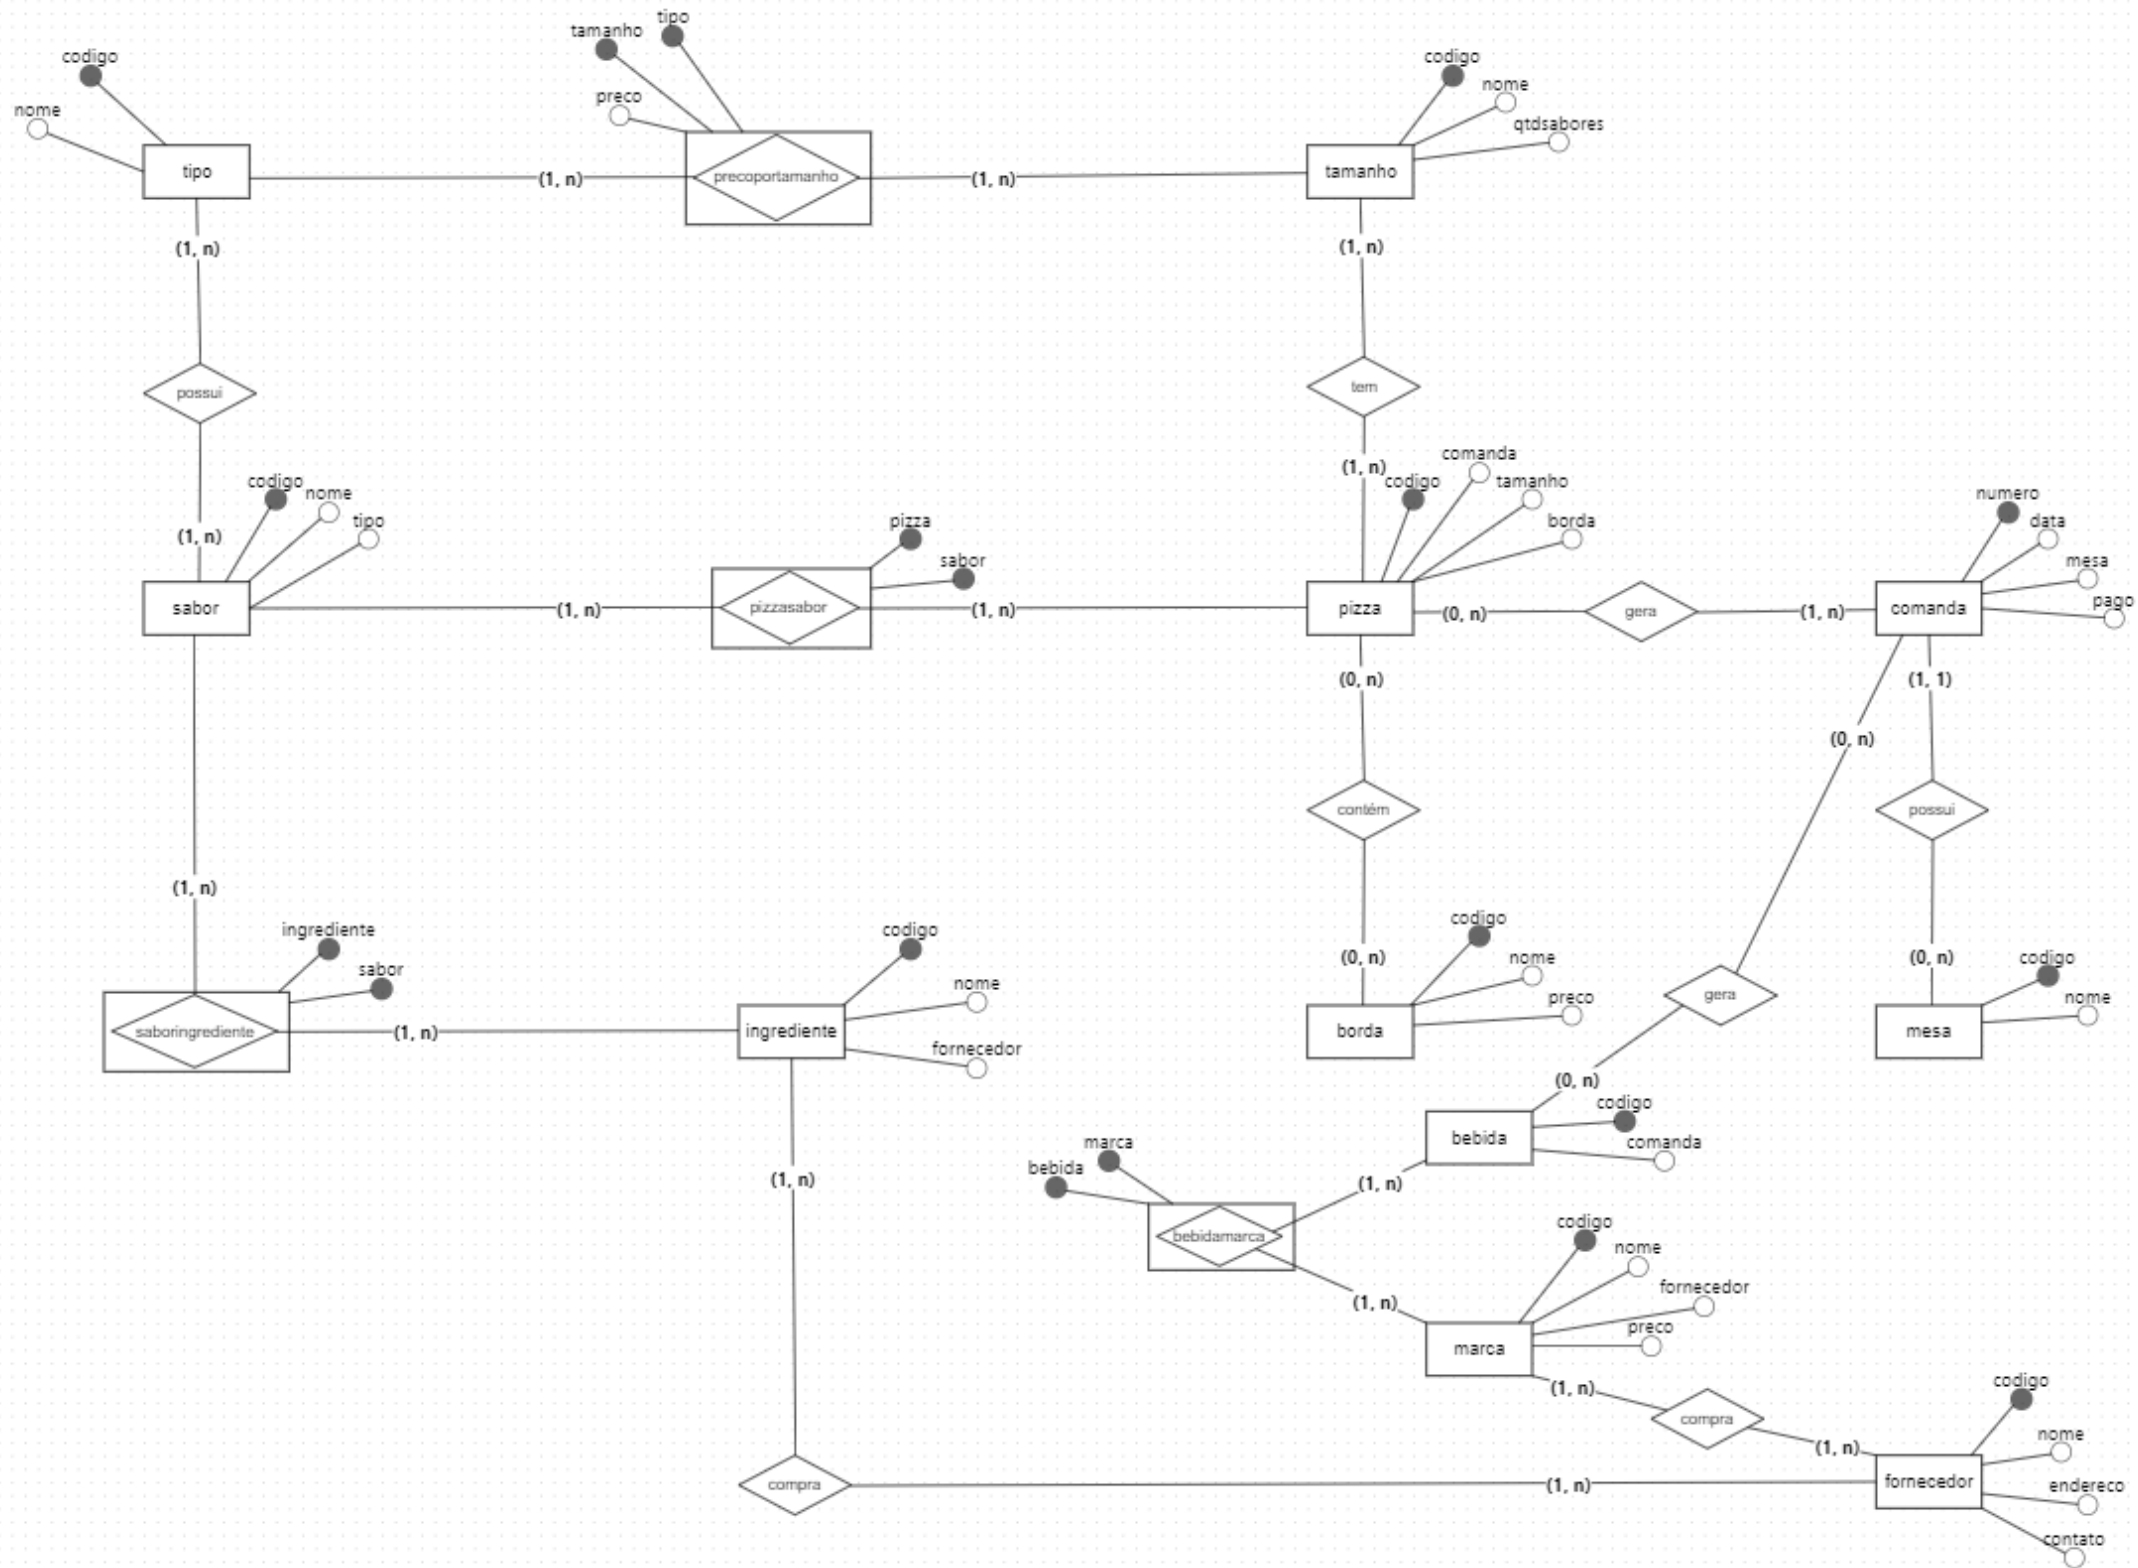 tipo
tamanho
codigo
codigo
nome
preco
nome
qtdsabores
tipo
(1, n)
precoportamanho
(1, n)
tamanho
(1, n)
(1, n)
possui
tem
comanda
(1, n)
codigo
tamanho
codigo
nome
numero
tipo
pizza
borda
data
(1, n)
sabor
mesa
pago
sabor
(1, n)
pizzasabor
(1, n)
pizza
(0, n)
gera
(1, n)
comanda
(0, n)
(1, 1)
(0, n)
contém
possui
(1, n)
codigo
ingrediente
codigo
nome
(0, n)
(0, n)
codigo
sabor
nome
preco
gera
nome
saboringrediente
(1, n)
ingrediente
borda
mesa
fornecedor
(0, n)
codigo
marca
bebida
comanda
bebida
(1, n)
(1, n)
codigo
bebidamarca
nome
fornecedor
(1, n)
preco
marca
codigo
(1, n)
compra
nome
(1, n)
compra
(1, n)
fornecedor
endereco
contato